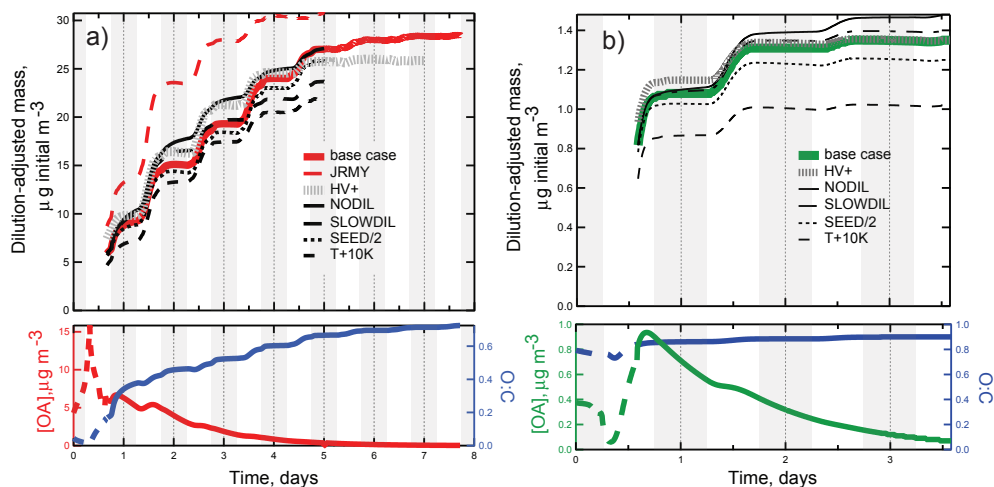 a)
Dilution-adjusted mass,
μg initial m-3
30
25
20
15
10
5
0
base case
JRMY
HV+
NODIL
SLOWDIL
SEED/2
T+10K
[OA],μg m-3
15
10
5
0
0.6
0.4
0.2
0.0
O:C
0 1 2 3 4 5 6 7 8
Time, days
b)
Dilution-adjusted mass,
μg initial m-3
1.4
1.2
1.0
0.8
0.6
0.4
0.2
0.0
base case
HV+
NODIL
SLOWDIL
SEED/2
T+10K
[OA], μg m-3
1.0
0.8
0.6
0.4
0.2
0.0
1.0
0.8
0.6
0.4
0.2
0.0
O:C
0 1 2 3
Time, days